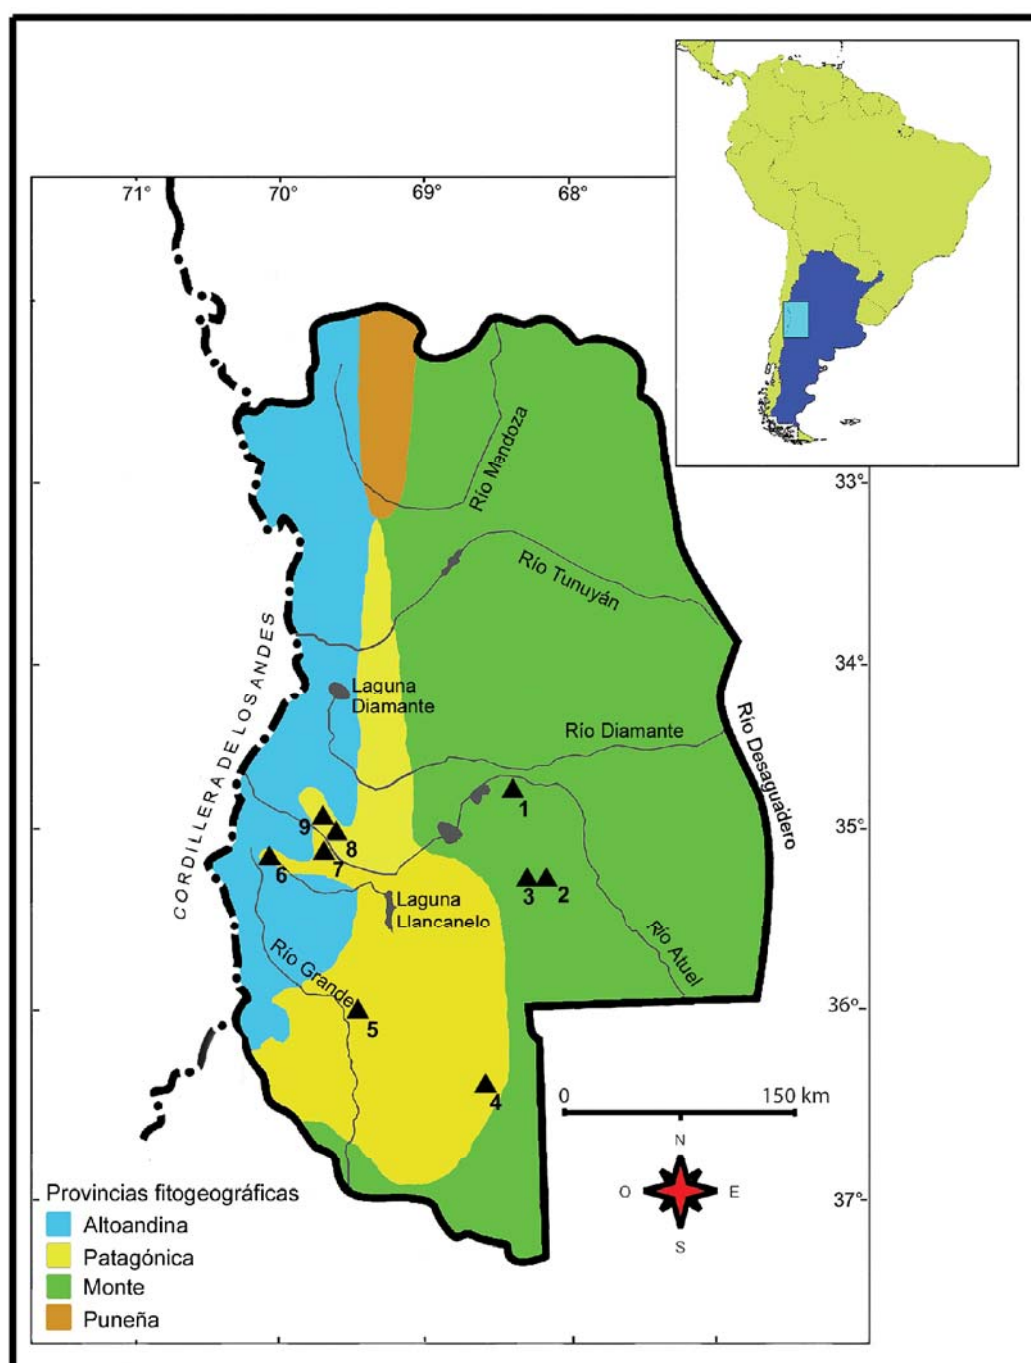 71°
70°
69°
68°
Río Mendoza
33°
Río Tunuyán
34°
Laguna
Diamante
CORDILLERA DE LOS ANDES
Río Diamante
Río Desaguadero
1
35°
9
8
7
6
3
2
Laguna
Llancanelo
Río Atuel
Río Grande
36°
5
4
0
150 km
N
O
E
S
37°
Provincias fitogeográficas
Altoandina
Patagónica
Monte
Puneña